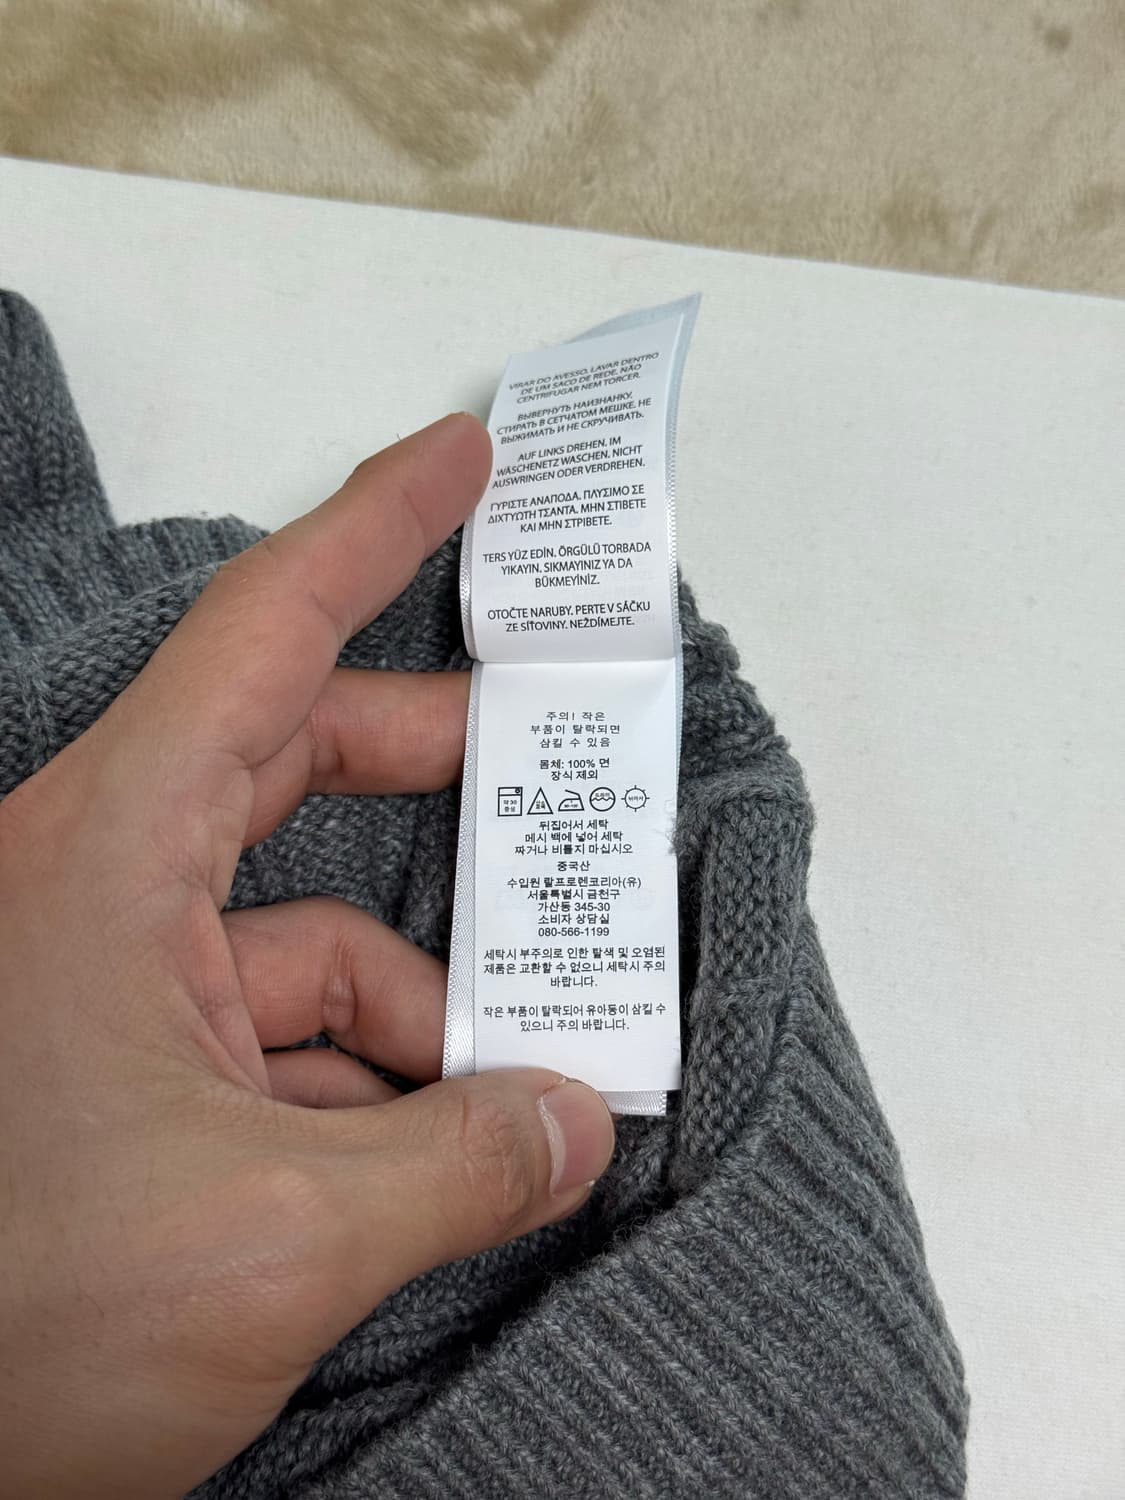 VIRAR DO AVESSO. LAVAR DENTRO
DE UM SACO DE REDE. NÃO
CENTRIFUGAR NEM TORCER.
ВЫВЕРНУТЬ НАИЗНАНКУ.
СТИРАТЬ В СЕТЧАТОМ МЕШКЕ. НЕ
ВЫЖИМАТЬ И НЕ СКРУЧИВАТЬ.
AUF LINKS DREHEN. IM
WÄSCHENETZ WASCHEN. NICHT
AUSWRINGEN ODER VERDREHEN.
ΓΥΡΙΣΤΕ ΑΝΑΠΟΔΑ. ΠΛΥΣΙΜΟ ΣΕ
ΔΙΧΤΥΩΤΗ ΤΣΑΝΤΑ. ΜΗΝ ΣΤΙΒΕΤΕ
ΚΑΙ ΜΗΝ ΣΤΡΙΒΕΤΕ.
TERS YÜZ EDİN. ÖRGÜLÜ TORBADA
YIKAYIN. SIKMAYINIZ YA DA
BÜKMEYİNİZ.
OTOČTE NARUBY. PERTE V SÁČKU
ZE SÍŤOVINY. NEŽDÍMEJTE.
주의! 작은
부품이 탈락되면
삼킬 수 있음
몸체: 100% 면
장식 제외
약 30
중성
뒤집어서 세탁
메시 백에 넣어 세탁
짜거나 비틀지 마십시오
중국산
수입원 랄프로렌코리아(유)
서울특별시 금천구
가산동 345-30
소비자 상담실
080-566-1199
세탁시 부주의로 인한 탈색 및 오염된
제품은 교환할 수 없으니 세탁시 주의
바랍니다.
작은 부품이 탈락되어 유아동이 삼킬 수
있으니 주의 바랍니다.